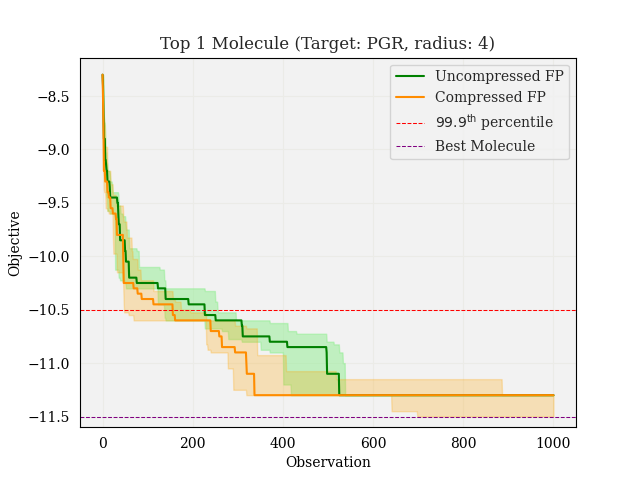 Top 1 Molecule (Target: PGR, radius: 4)
Uncompressed FP
Compressed FP
99.9th percentile
Best Molecule
−8.5
−9.0
−9.5
−10.0
−10.5
−11.0
−11.5
Objective
0 200 400 600 800 1000
Observation